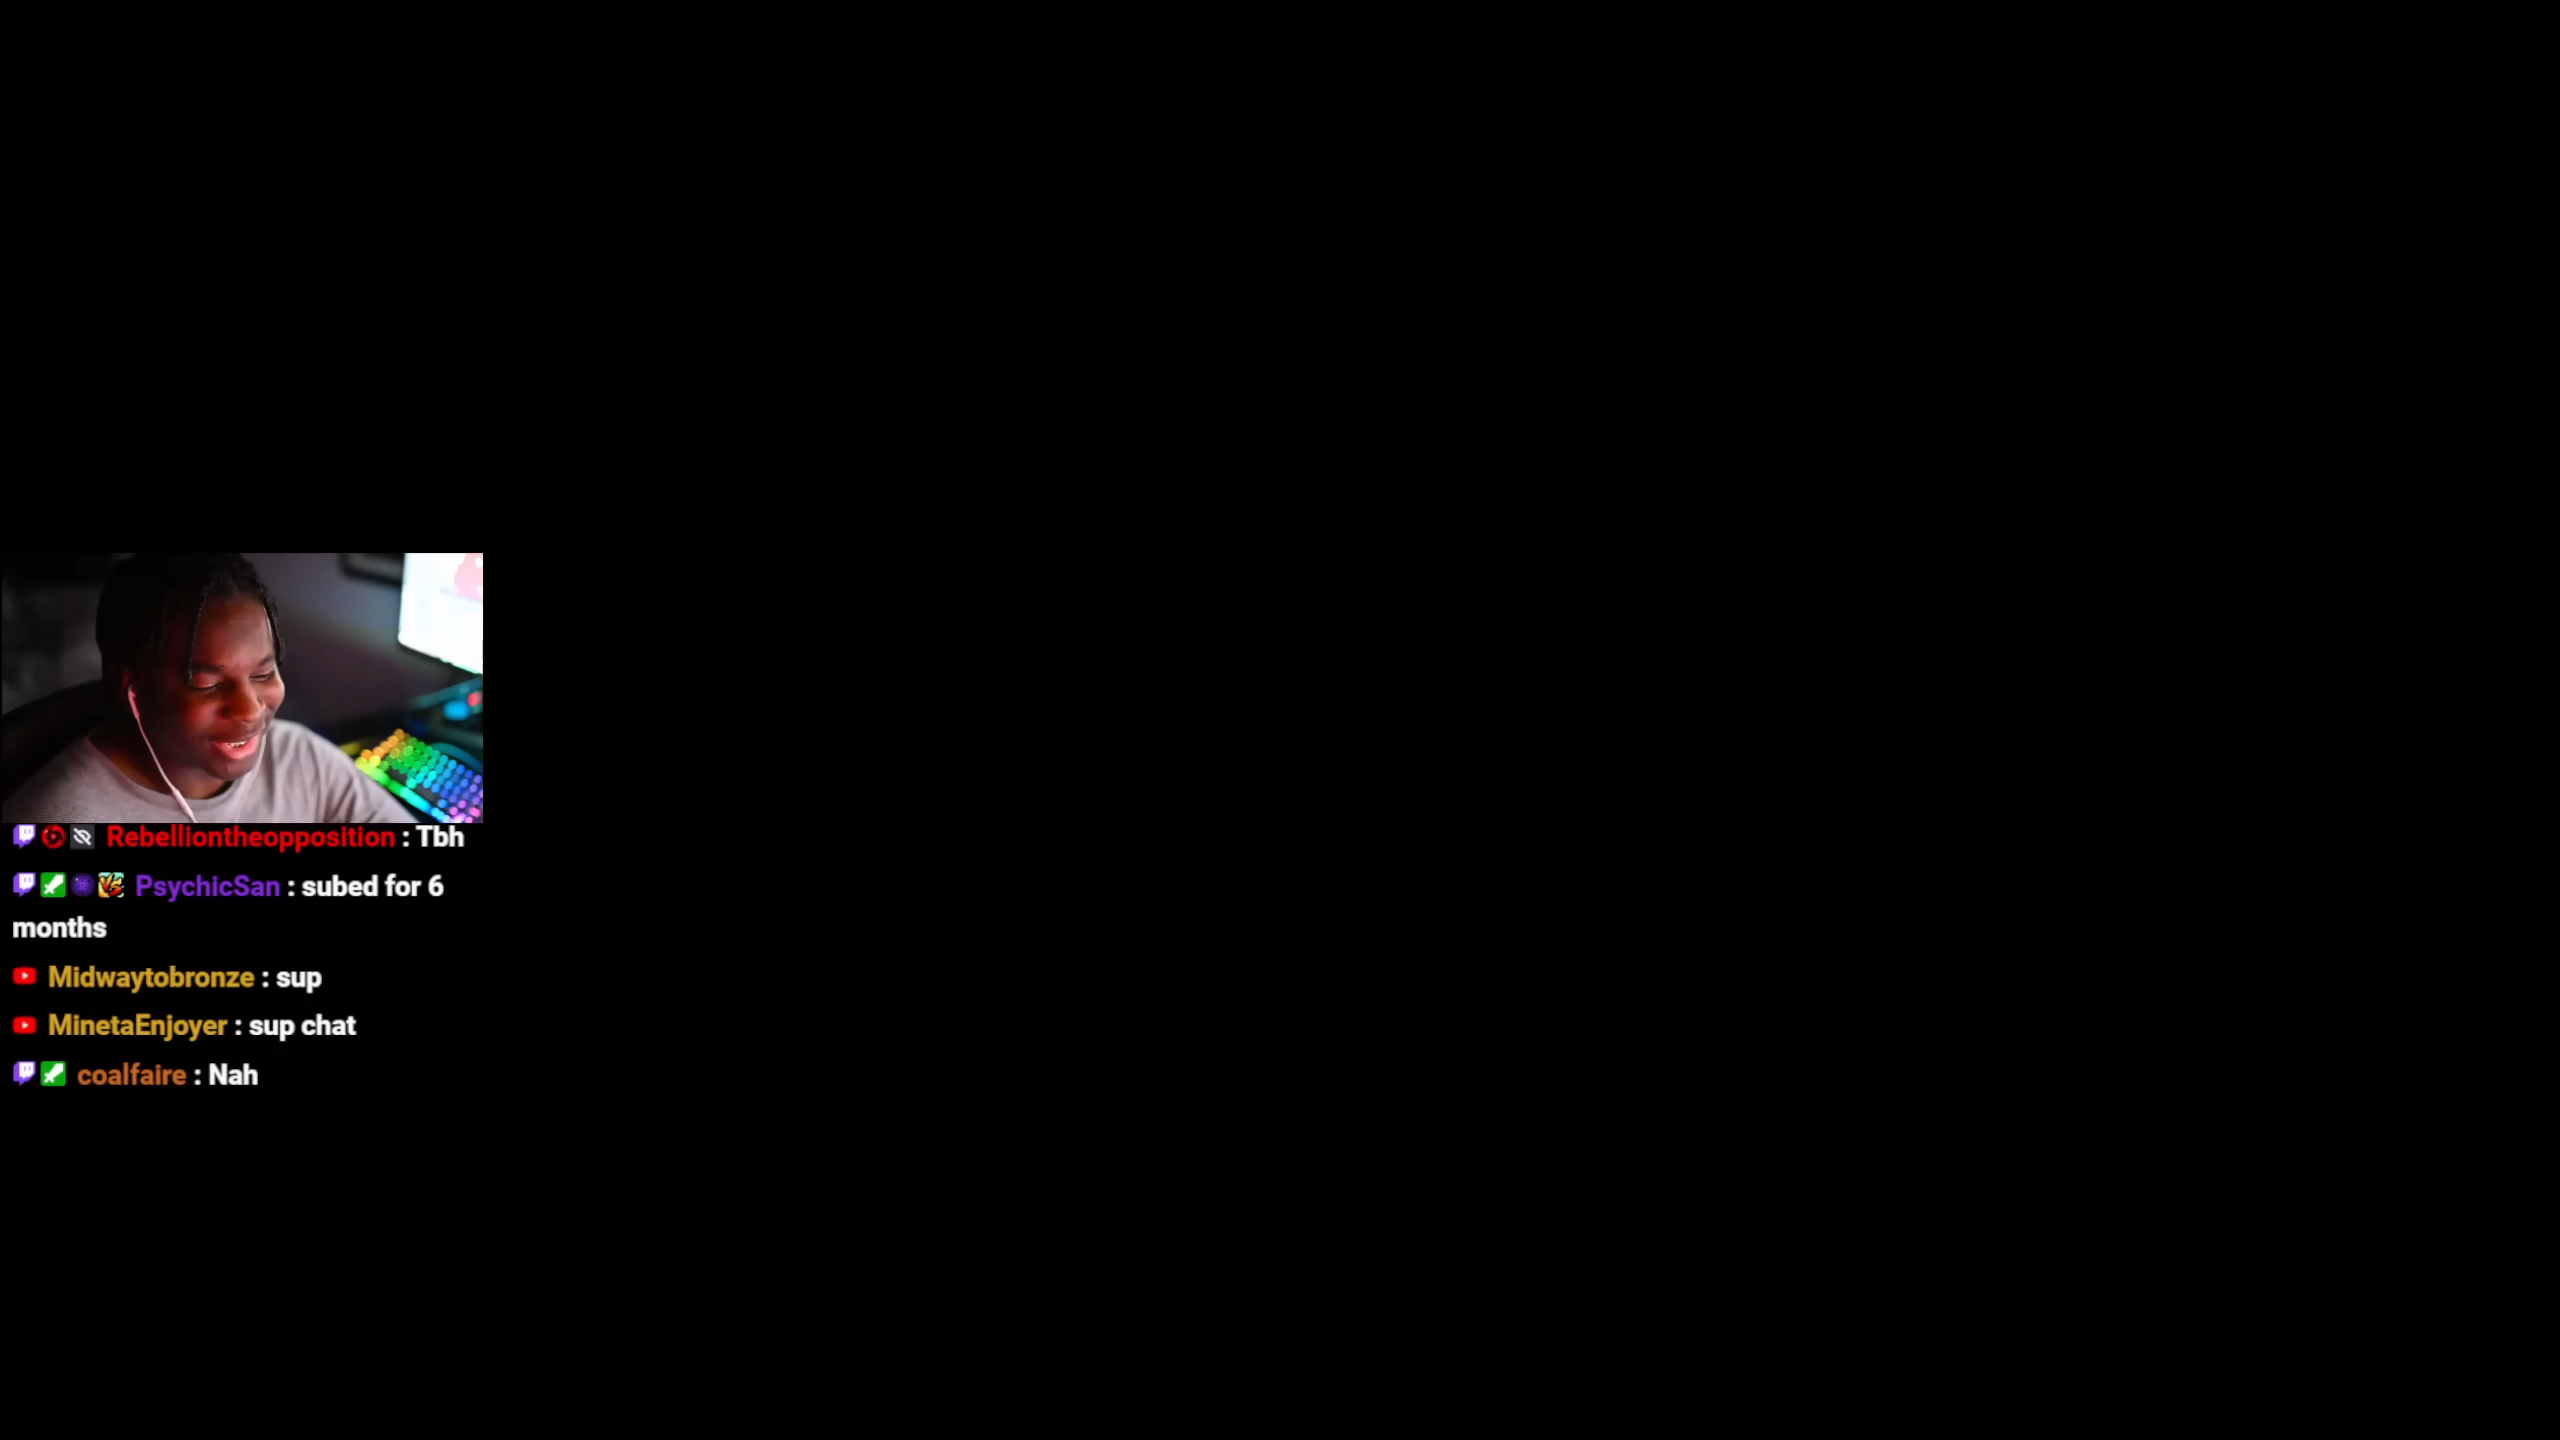 Rebelliontheopposition : Tbh
PsychicSan : subed for 6
months
Midwaytobronze : sup
MinetaEnjoyer : sup chat
coalfaire : Nah